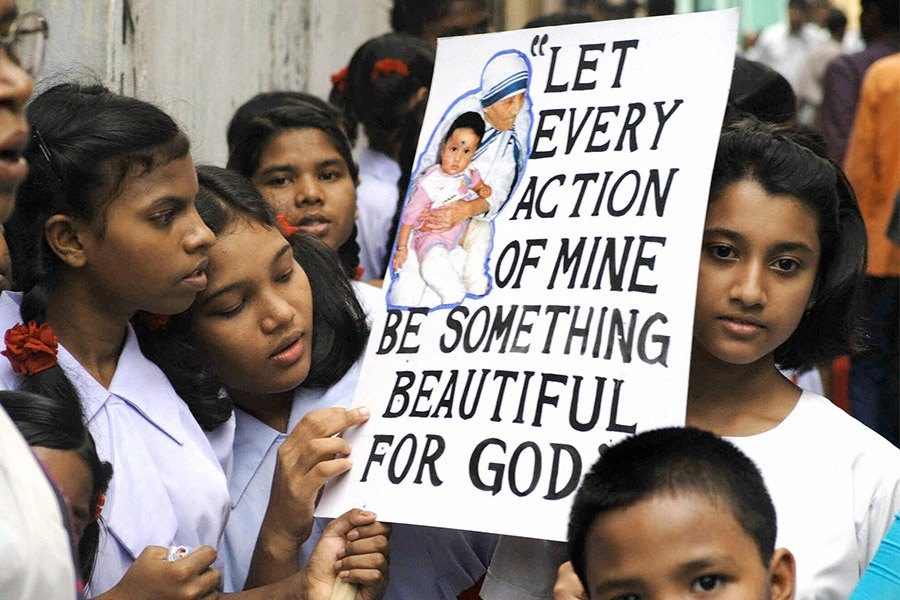 “LET
EVERY
ACTION
OF MINE
BE SOMETHING
BEAUTIFUL
FOR GOD”